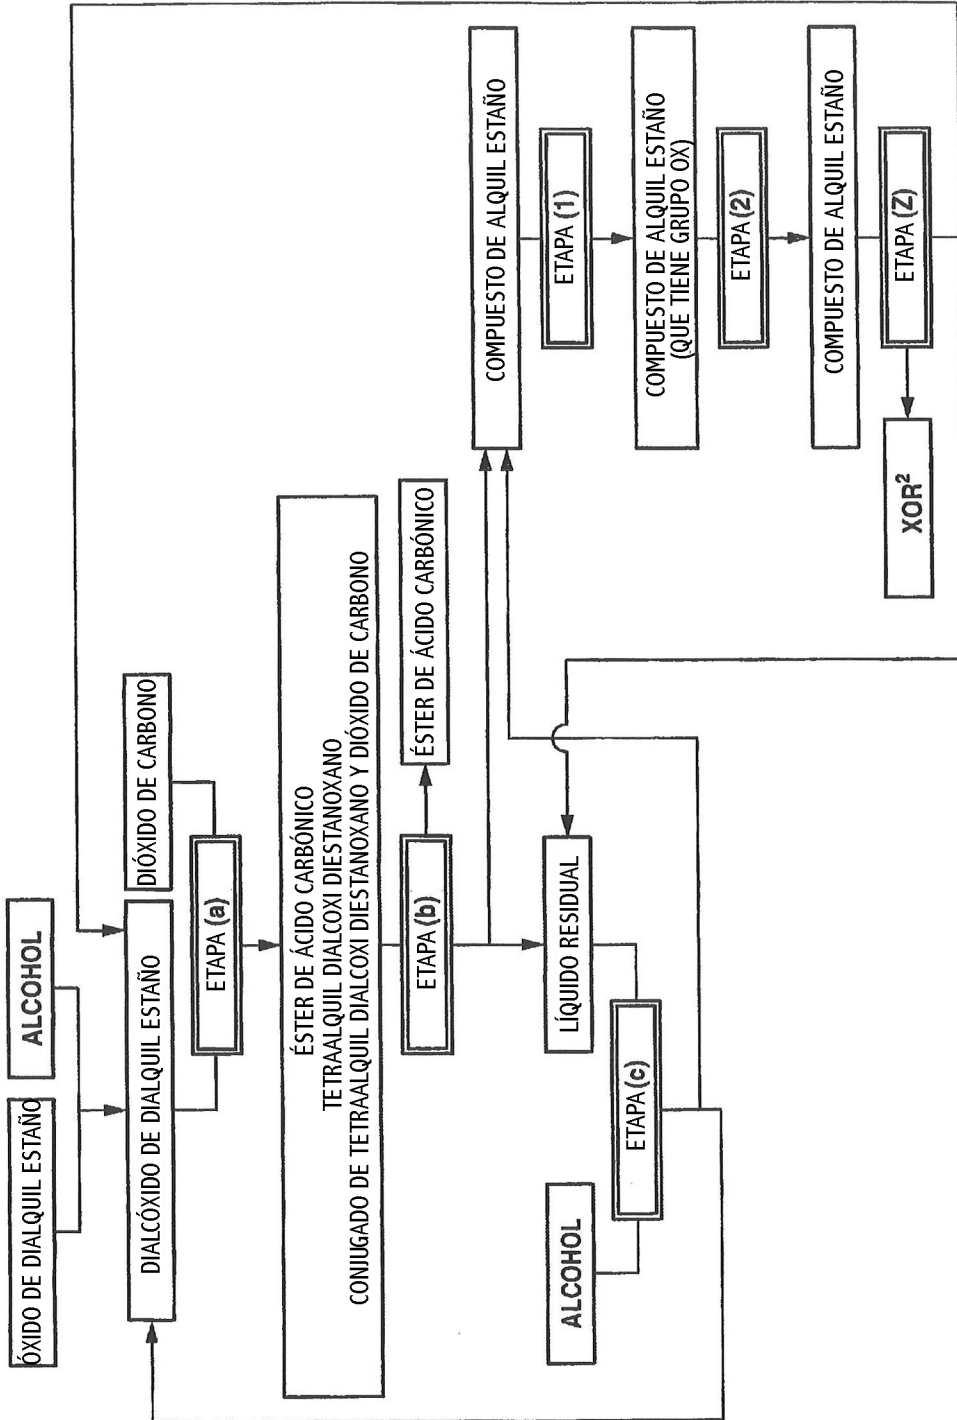 ÓXIDO DE DIALQUIL ESTAÑO
ALCOHOL
DIALCÓXIDO DE DIALQUIL ESTAÑO
DIÓXIDO DE CARBONO
ETAPA (a)
ÉSTER DE ÁCIDO CARBÓNICO
TETRAALQUIL DIALCOXI DIESTANOXANO
CONJUGADO DE TETRAALQUIL DIALCOXI DIESTANOXANO Y DIÓXIDO DE CARBONO
ETAPA (b)
ÉSTER DE ÁCIDO CARBÓNICO
LÍQUIDO RESIDUAL
ALCOHOL
ETAPA (c)
COMPUESTO DE ALQUIL ESTAÑO
ETAPA (1)
COMPUESTO DE ALQUIL ESTAÑO
(QUE TIENE GRUPO OX)
ETAPA (2)
COMPUESTO DE ALQUIL ESTAÑO
ETAPA (Z)
XOR²